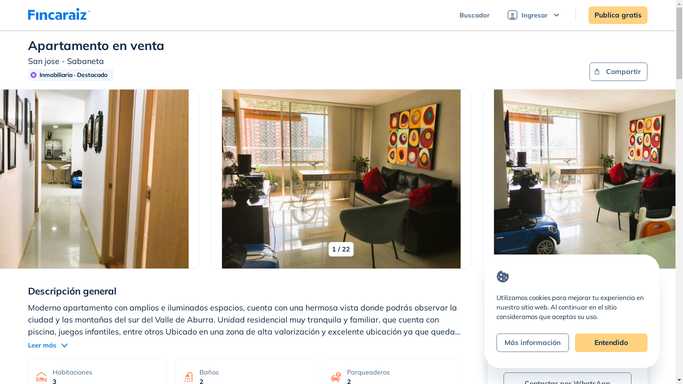 Fincaraiz
Buscador
Ingresar
Publica gratis
Apartamento en venta
San jose - Sabaneta
Inmobiliaria · Destacado
Compartir
1 / 22
Descripción general
Moderno apartamento con amplios e iluminados espacios, cuenta con una hermosa vista donde podrás observar la
ciudad y las montañas del sur del Valle de Aburra. Unidad residencial muy tranquila y familiar, que cuenta con
piscina, juegos infantiles, entre otros Ubicado en una zona de alta valorización y excelente ubicación ya que queda...
Leer más
Habitaciones
3
Baños
2
Parqueaderos
2
Utilizamos cookies para mejorar tu experiencia en
nuestro sitio web. Al continuar en el sitio
consideramos que aceptas su uso.
Más información
Entendido
Contactar por WhatsApp